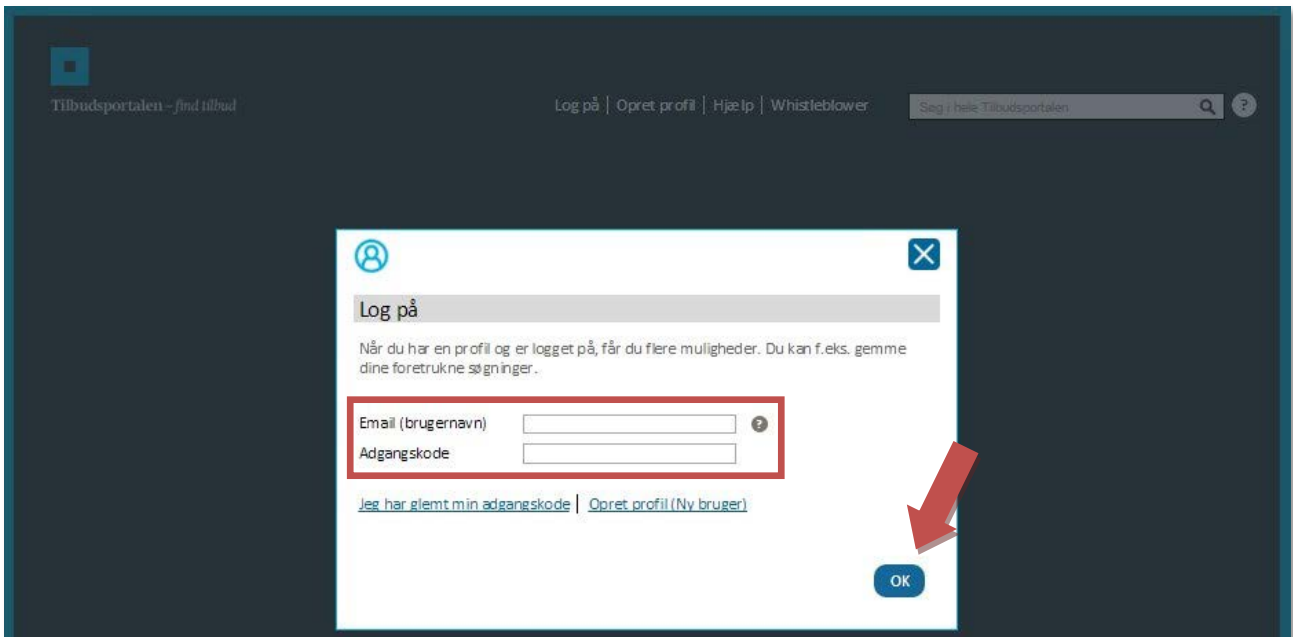 Tilbudsportalen - find tilbud
Log på | Opret profil | Hjælp | Whistleblower
Søg i hele Tilbudsportalen
?
Log på
Når du har en profil og er logget på, får du flere muligheder. Du kan f.eks. gemme
dine foretrukne søgninger.
Email (brugernavn)
?
Adgangskode
Jeg har glemt min adgangskode | Opret profil (Ny bruger)
OK